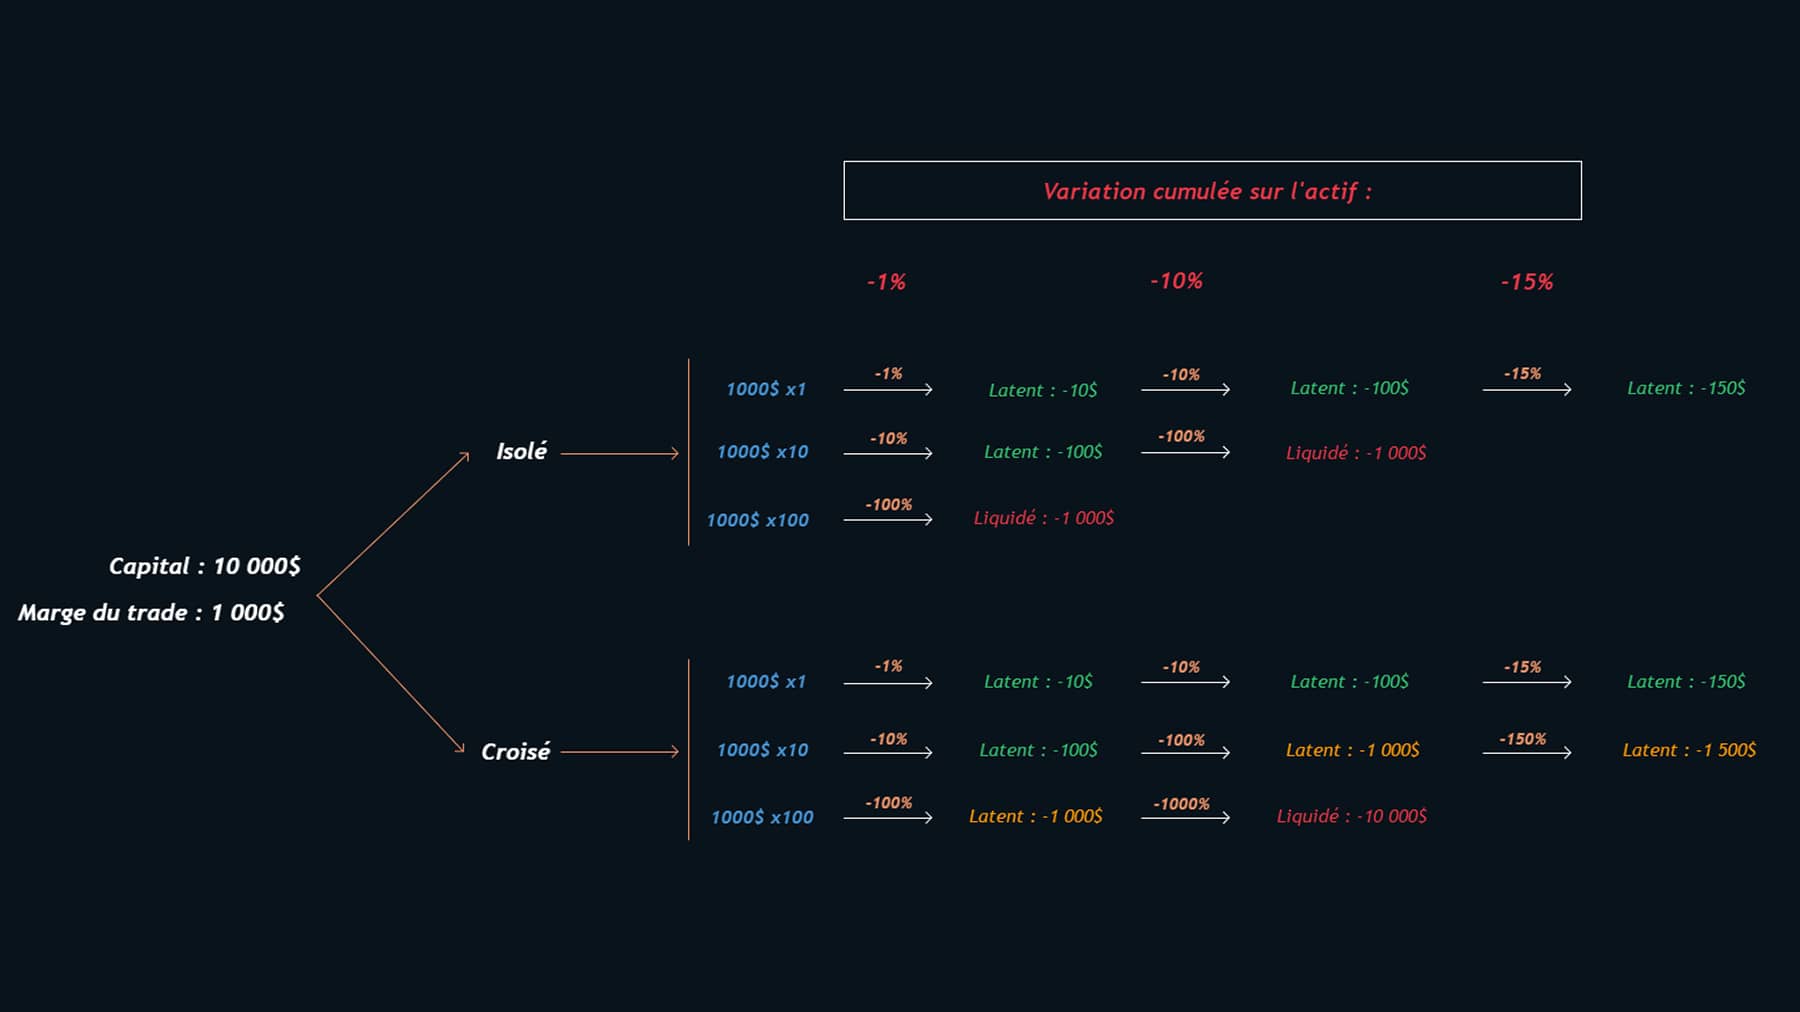 Variation cumulée sur l'actif :
-1% -10% -15%
1000$ x1 -1% Latent : -10$ -10% Latent : -100$ -15% Latent : -150$
Isolé 1000$ x10 -10% Latent : -100$ -100% Liquidé : -1 000$
1000$ x100 -100% Liquidé : -1 000$
Capital : 10 000$
Marge du trade : 1 000$
1000$ x1 -1% Latent : -10$ -10% Latent : -100$ -15% Latent : -150$
Croisé 1000$ x10 -10% Latent : -100$ -100% Latent : -1 000$ -150% Latent : -1 500$
1000$ x100 -100% Latent : -1 000$ -1000% Liquidé : -10 000$